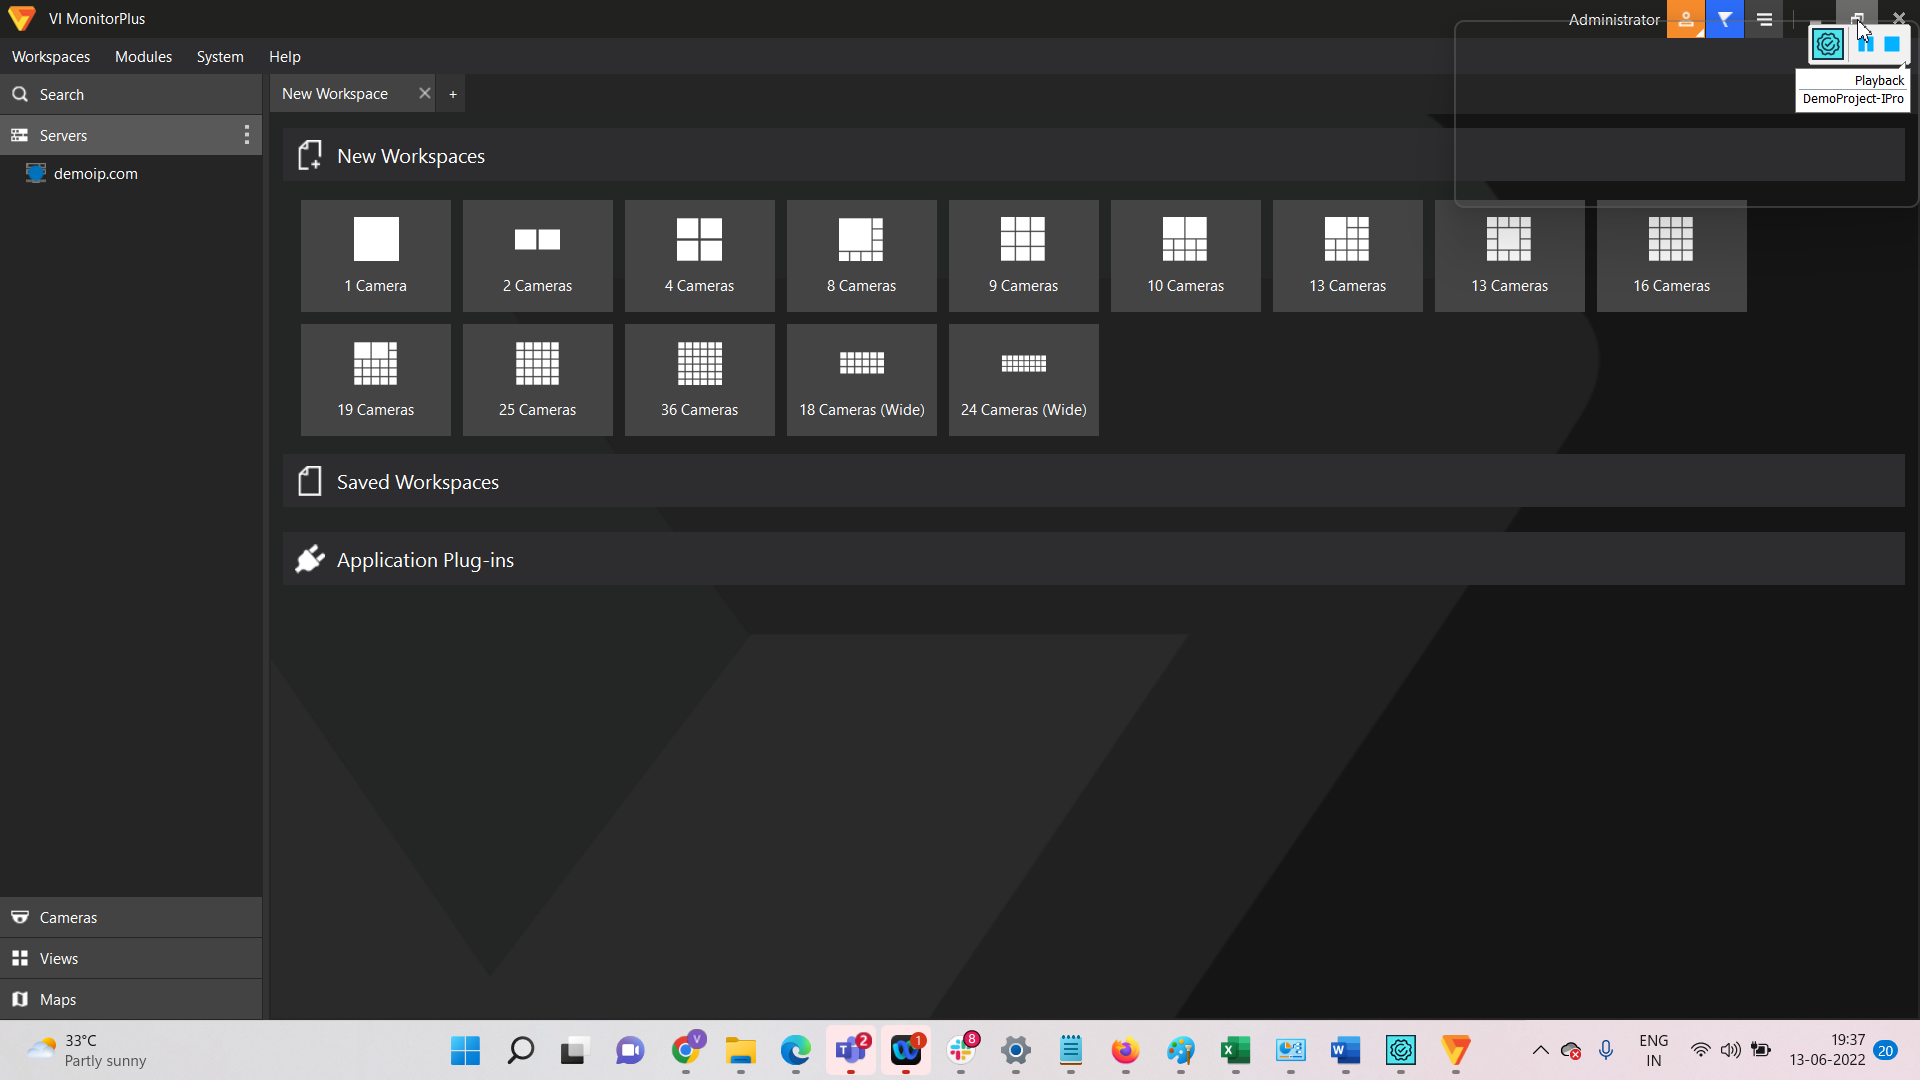 VI MonitorPlus
Administrator
Workspaces Modules System Help
Playback
DemoProject-IPro
Search
New Workspace +
Servers
demoip.com
New Workspaces
1 Camera 2 Cameras 4 Cameras 8 Cameras 9 Cameras 10 Cameras 13 Cameras 13 Cameras 16 Cameras
19 Cameras 25 Cameras 36 Cameras 18 Cameras (Wide) 24 Cameras (Wide)
Saved Workspaces
Application Plug-ins
Cameras
Views
Maps
33°C
Partly sunny
V
2
1
8
ENG
IN
19:37
13-06-2022
20